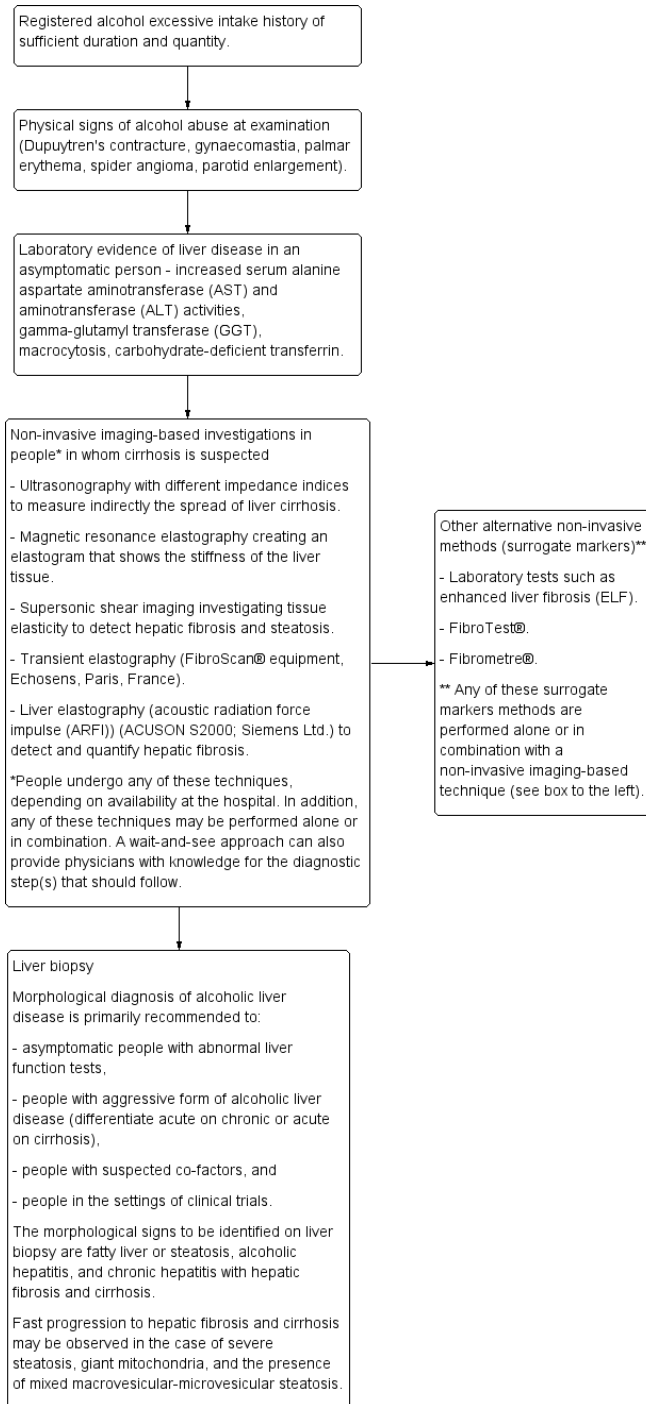 Registered alcohol excessive intake history of
sufficient duration and quantity.
Physical signs of alcohol abuse at examination
(Dupuytren's contracture, gynaecomastia, palmar
erythema, spider angioma, parotid enlargement).
Laboratory evidence of liver disease in an
asymptomatic person - increased serum alanine
aspartate aminotransferase (AST) and
aminotransferase (ALT) activities,
gamma-glutamyl transferase (GGT),
macrocytosis, carbohydrate-deficient transferrin.
Non-invasive imaging-based investigations in
people* in whom cirrhosis is suspected
- Ultrasonography with different impedance indices
to measure indirectly the spread of liver cirrhosis.
- Magnetic resonance elastography creating an
elastogram that shows the stiffness of the liver
tissue.
- Supersonic shear imaging investigating tissue
elasticity to detect hepatic fibrosis and steatosis.
- Transient elastography (FibroScan® equipment,
Echosens, Paris, France).
- Liver elastography (acoustic radiation force
impulse (ARFI)) (ACUSON S2000; Siemens Ltd.) to
detect and quantify hepatic fibrosis.
*People undergo any of these techniques,
depending on availability at the hospital. In addition,
any of these techniques may be performed alone or
in combination. A wait-and-see approach can also
provide physicians with knowledge for the diagnostic
step(s) that should follow.
Other alternative non-invasive
methods (surrogate markers)**
- Laboratory tests such as
enhanced liver fibrosis (ELF).
- FibroTest®.
- Fibrometre®.
** Any of these surrogate
markers methods are
performed alone or in
combination with a
non-invasive imaging-based
technique (see box to the left).
Liver biopsy
Morphological diagnosis of alcoholic liver
disease is primarily recommended to:
- asymptomatic people with abnormal liver
function tests,
- people with aggressive form of alcoholic liver
disease (differentiate acute on chronic or acute
on cirrhosis),
- people with suspected co-factors, and
- people in the settings of clinical trials.
The morphological signs to be identified on liver
biopsy are fatty liver or steatosis, alcoholic
hepatitis, and chronic hepatitis with hepatic
fibrosis and cirrhosis.
Fast progression to hepatic fibrosis and cirrhosis
may be observed in the case of severe
steatosis, giant mitochondria, and the presence
of mixed macrovesicular-microvesicular steatosis.